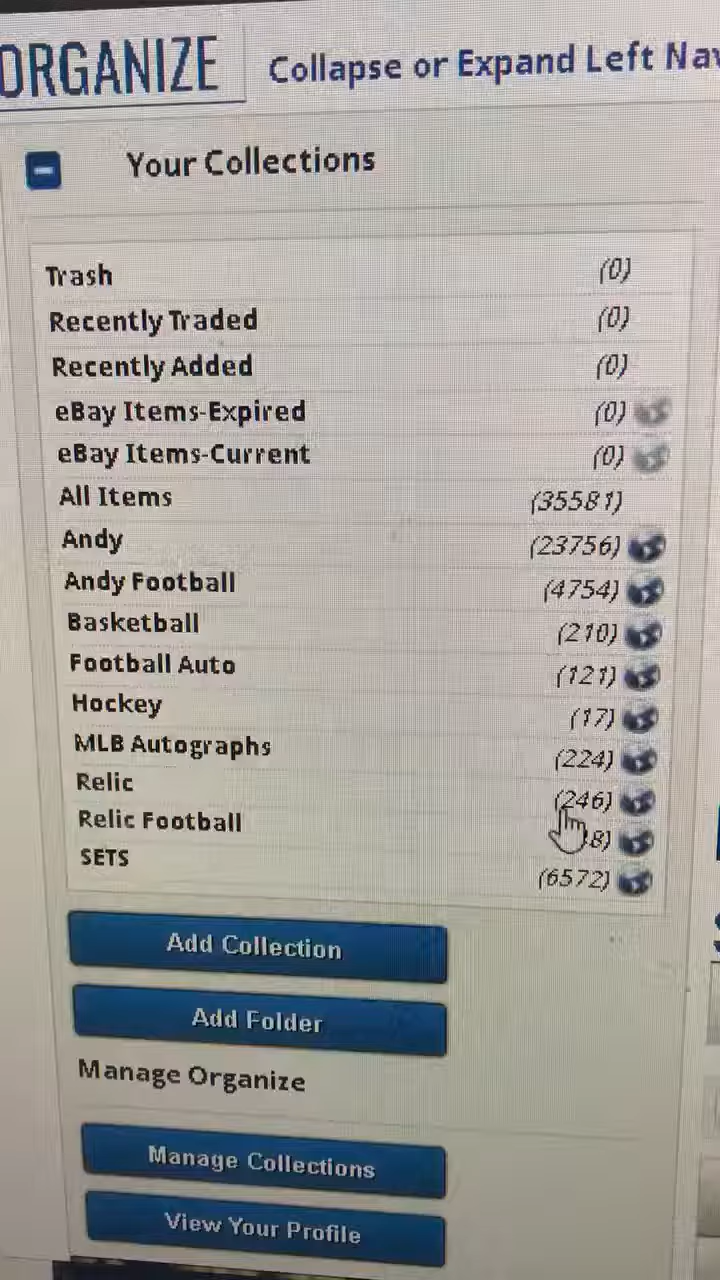 ORGANIZE
Collapse or Expand Left Nav
Your Collections
Trash (0)
Recently Traded (0)
Recently Added (0)
eBay Items-Expired (0)
eBay Items-Current (0)
All Items (35581)
Andy (23756)
Andy Football (4754)
Basketball (210)
Football Auto (121)
Hockey (17)
MLB Autographs (224)
Relic (246)
Relic Football 8)
SETS (6572)
Add Collection
Add Folder
Manage Organize
Manage Collections
View Your Profile